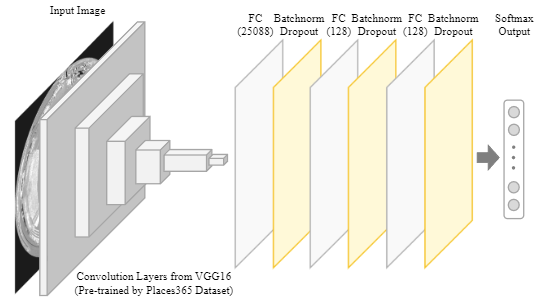 Input Image
FC Batchnorm FC Batchnorm FC Batchnorm
(25088) Dropout (128) Dropout (128) Dropout
Softmax
Output
Convolution Layers from VGG16
(Pre-trained by Places365 Dataset)